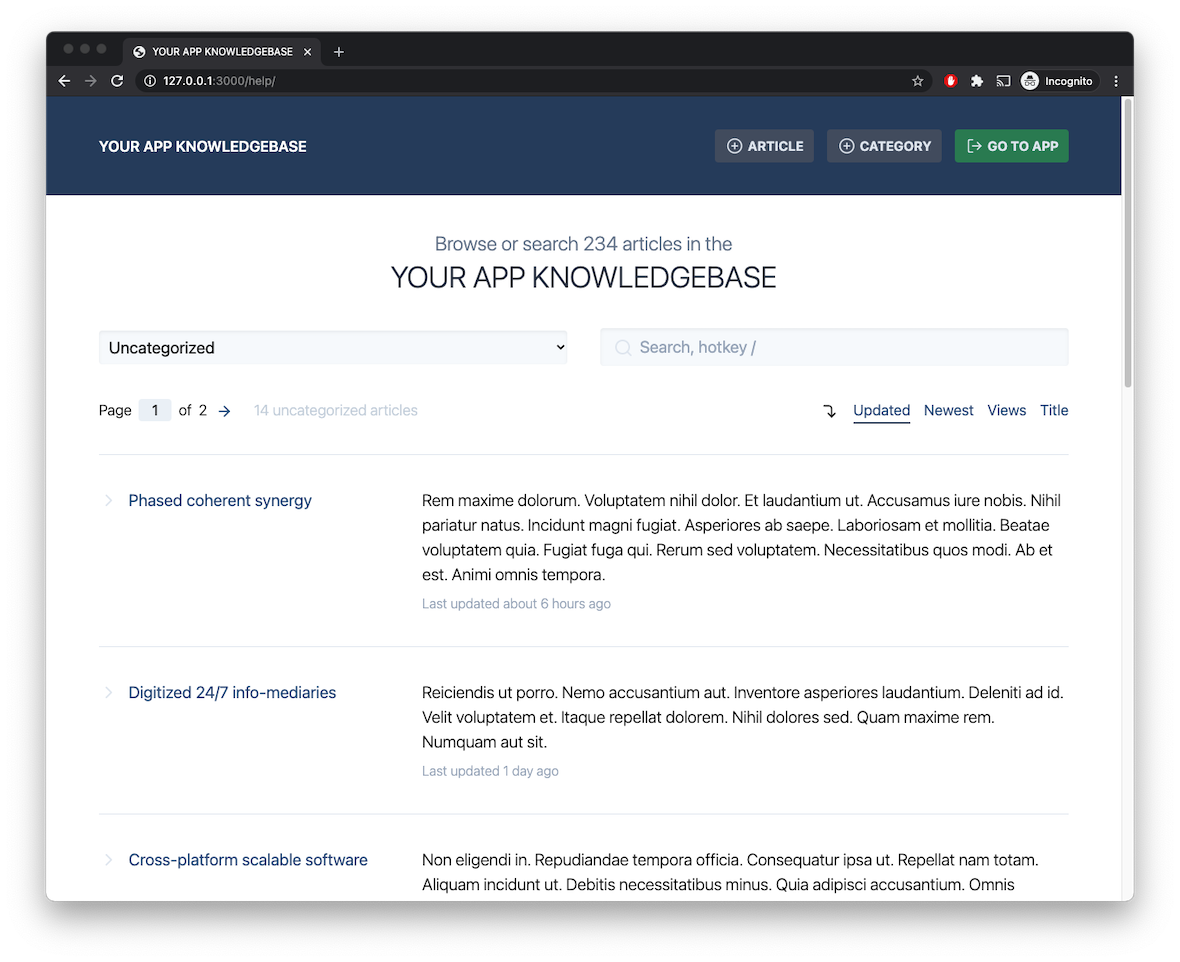 YOUR APP KNOWLEDGEBASE
127.0.0.1:3000/help/
Incognito
YOUR APP KNOWLEDGEBASE
ARTICLE
CATEGORY
GO TO APP
Browse or search 234 articles in the
YOUR APP KNOWLEDGEBASE
Uncategorized
Search, hotkey /
Page 1 of 2
14 uncategorized articles
Updated Newest Views Title
Phased coherent synergy
Rem maxime dolorum. Voluptatem nihil dolor. Et laudantium ut. Accusamus iure nobis. Nihil
pariatur natus. Incidunt magni fugiat. Asperiores ab saepe. Laboriosam et mollitia. Beatae
voluptatem quia. Fugiat fuga qui. Rerum sed voluptatem. Necessitatibus quos modi. Ab et
est. Animi omnis tempora.
Last updated about 6 hours ago
Digitized 24/7 info-mediaries
Reiciendis ut porro. Nemo accusantium aut. Inventore asperiores laudantium. Deleniti ad id.
Velit voluptatem et. Itaque repellat dolorem. Nihil dolores sed. Quam maxime rem.
Numquam aut sit.
Last updated 1 day ago
Cross-platform scalable software
Non eligendi in. Repudiandae tempora officia. Consequatur ipsa ut. Repellat nam totam.
Aliquam incidunt ut. Debitis necessitatibus minus. Quia adipisci accusantium. Omnis